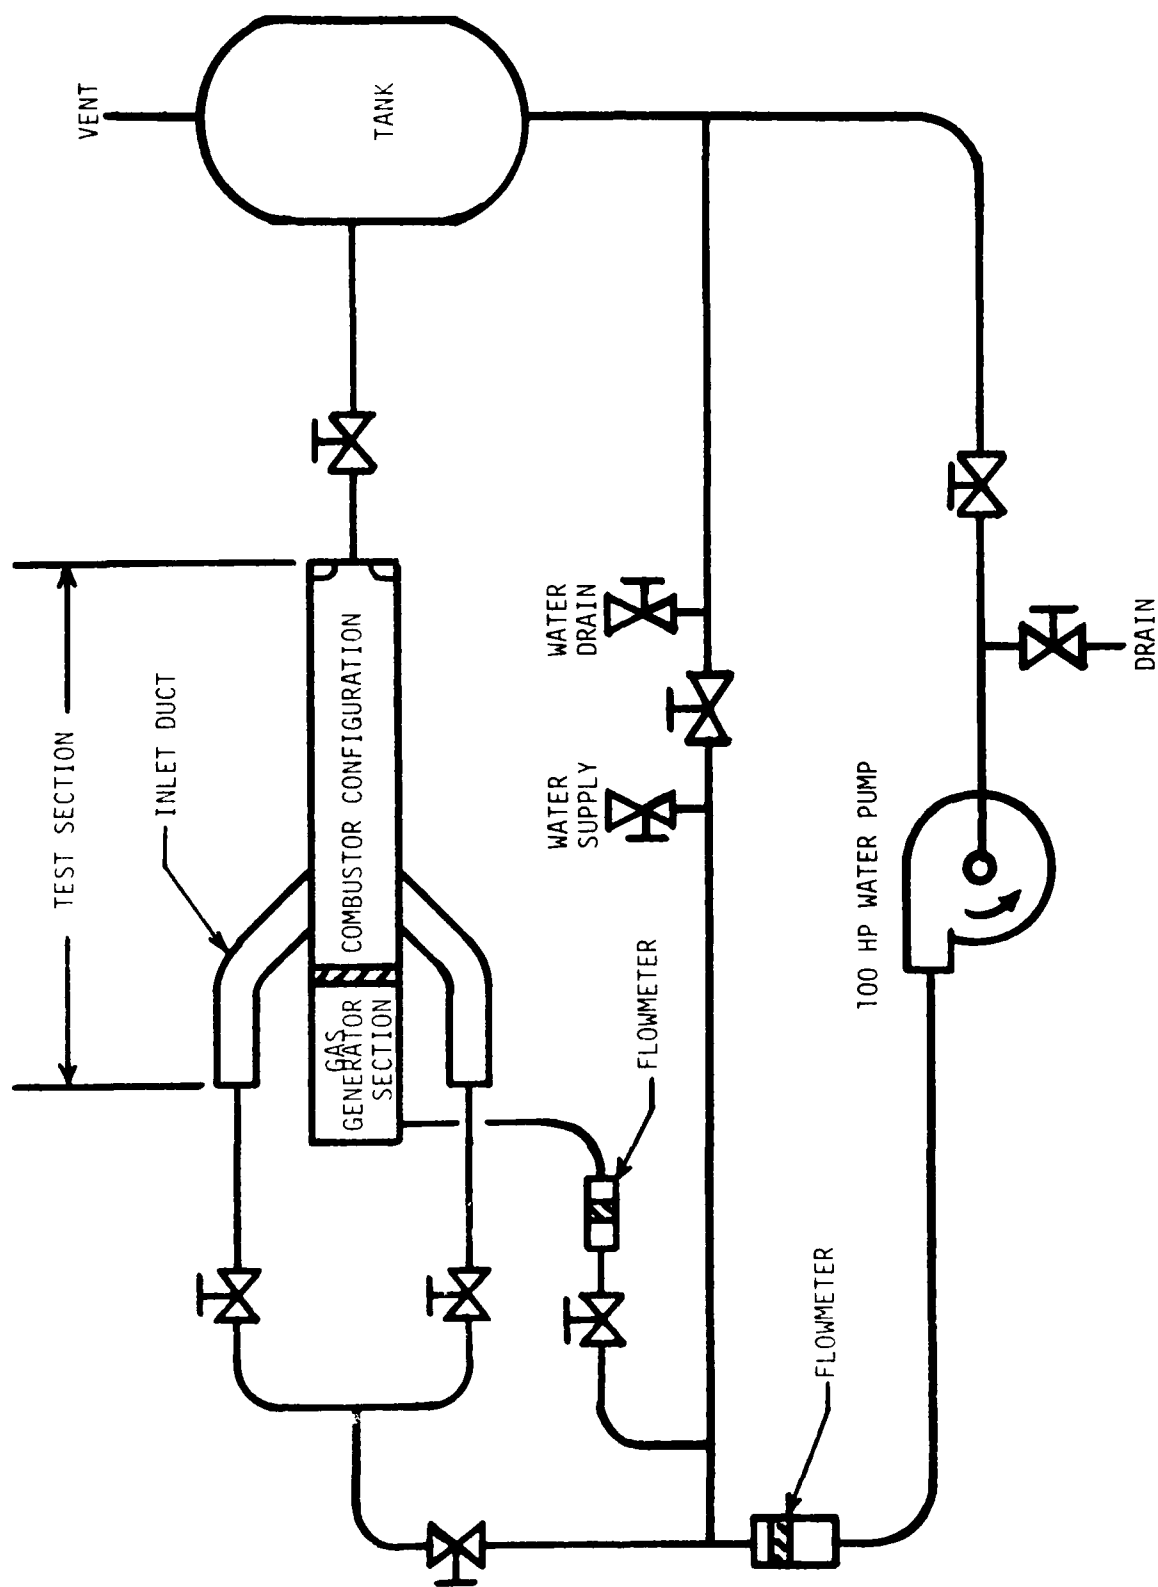 VENT
TANK
TEST SECTION
INLET DUCT
COMBUSTOR CONFIGURATION
GAS
GENERATOR
SECTION
WATER
DRAIN
WATER
SUPPLY
FLOWMETER
100 HP WATER PUMP
DRAIN
FLOWMETER